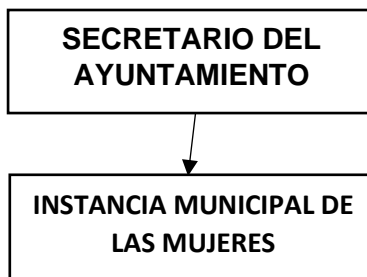 SECRETARIO DEL
AYUNTAMIENTO
INSTANCIA MUNICIPAL DE
LAS MUJERES